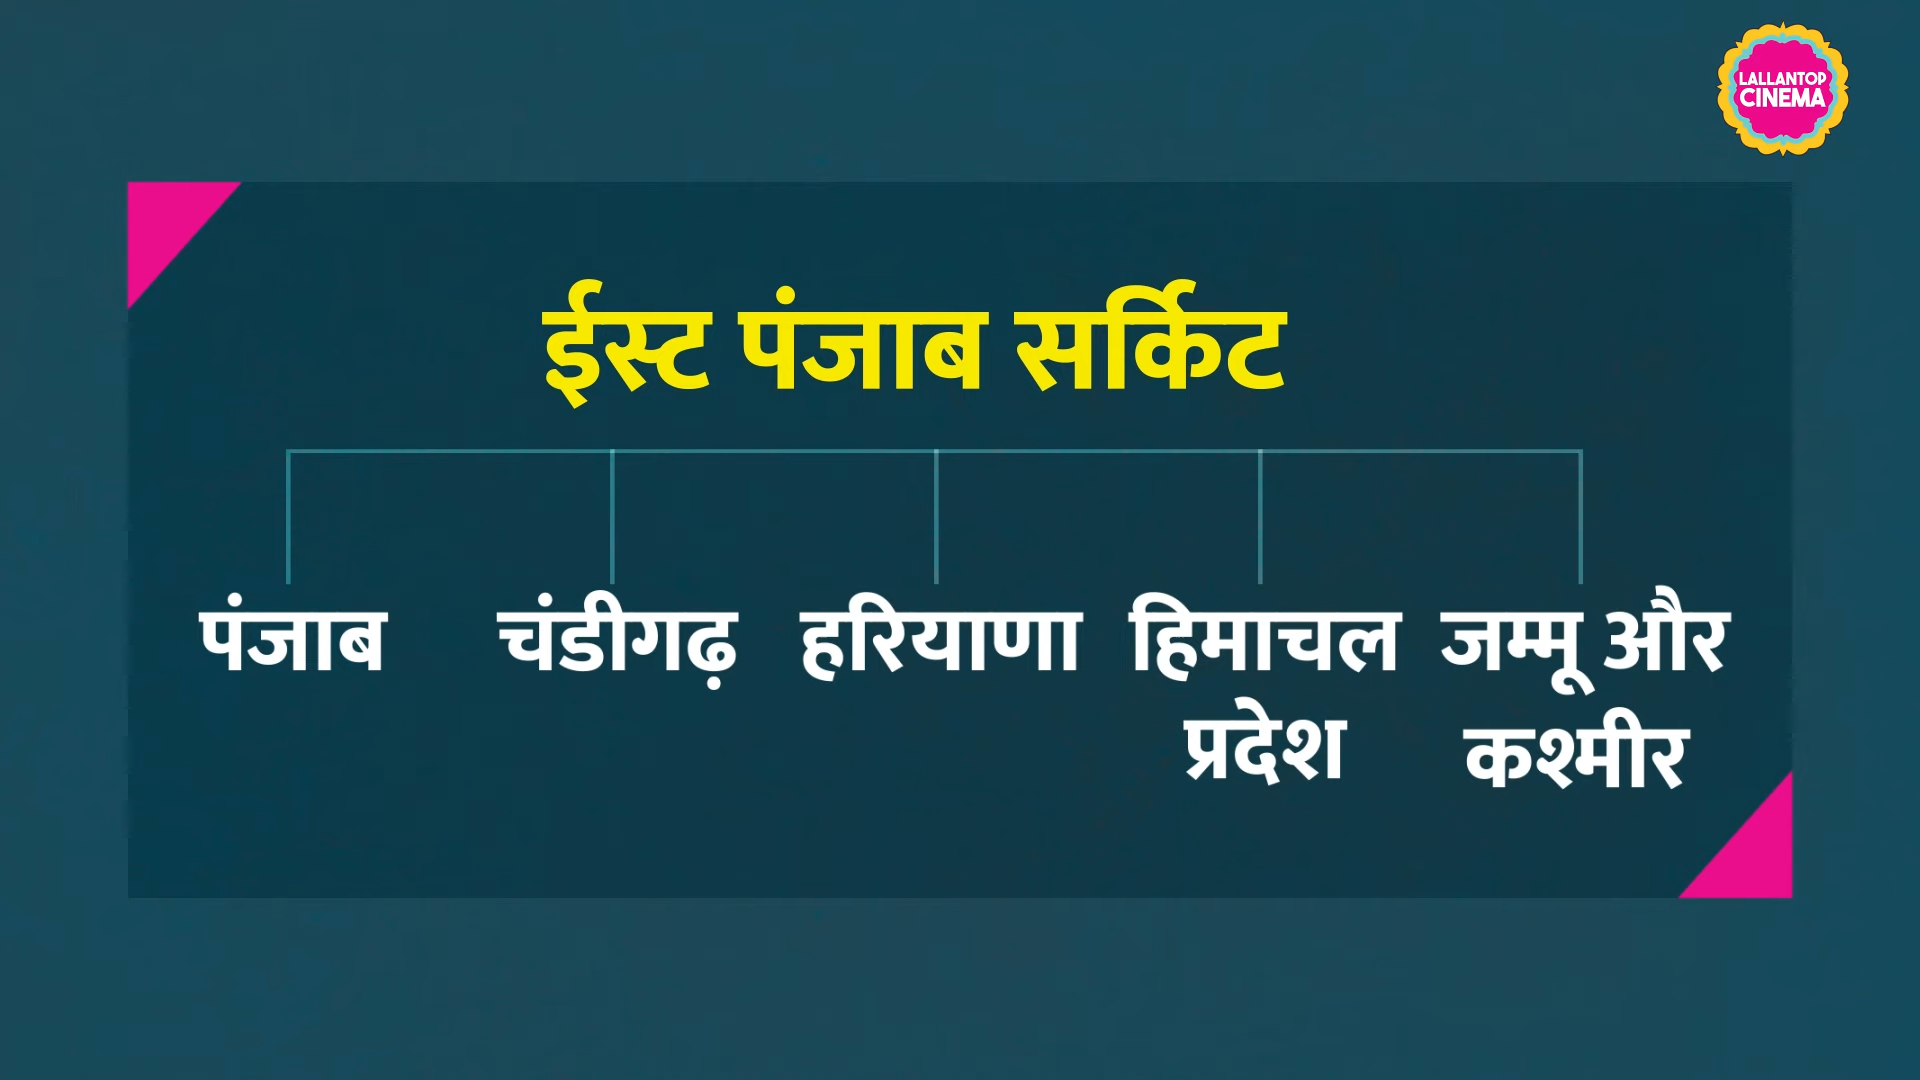 LALLANTOP
CINEMA
ईस्ट पंजाब सर्किट
पंजाब
चंडीगढ़
हरियाणा
हिमाचल
प्रदेश
जम्मू और
कश्मीर